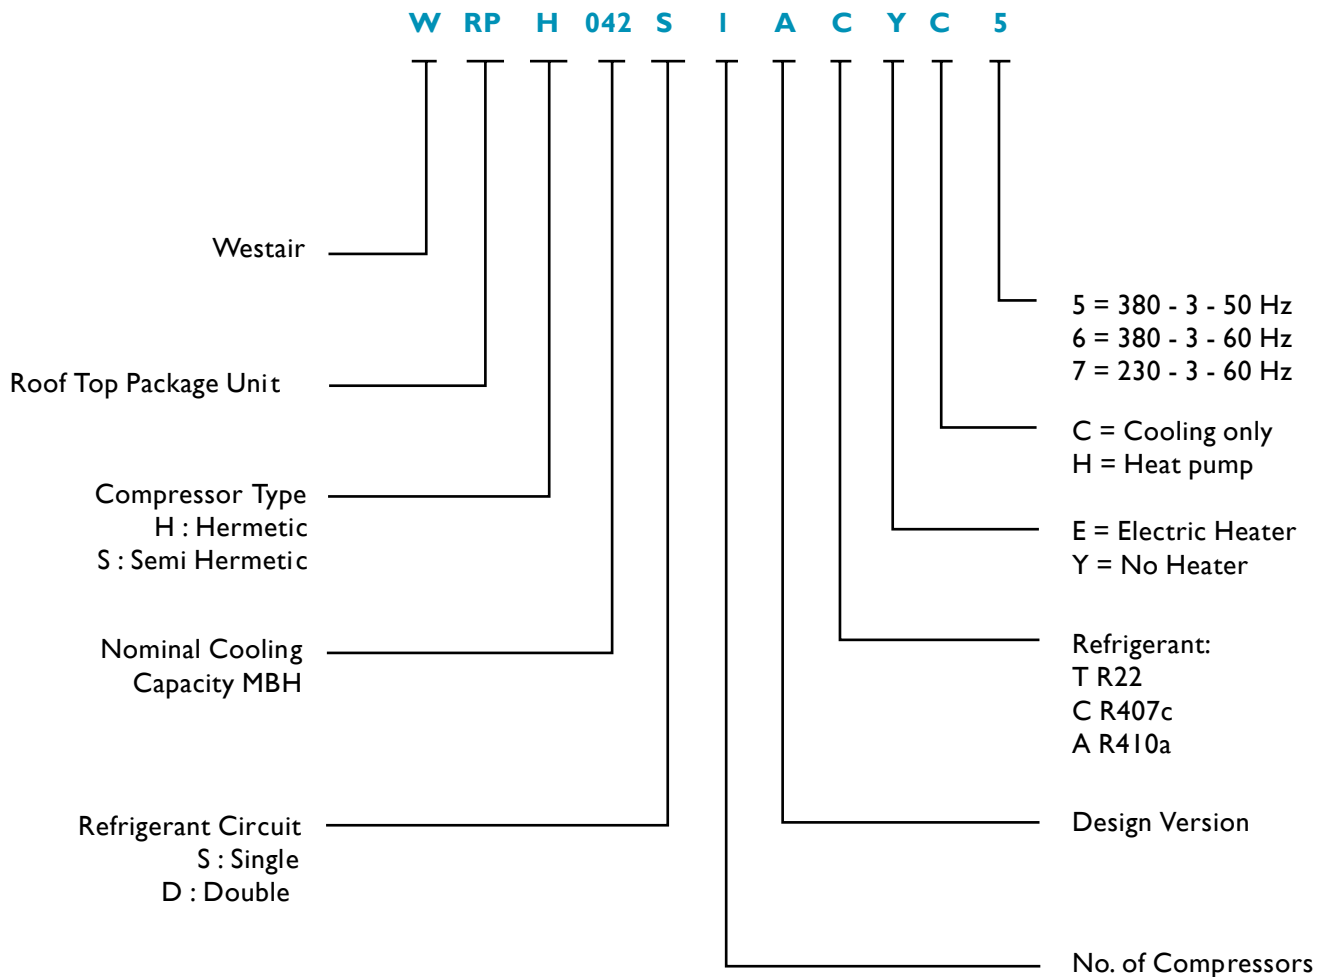 W RP H 042 S 1 A C Y C 5
Westair
Roof Top Package Unit
Compressor Type
H : Hermetic
S : Semi Hermetic
Nominal Cooling
Capacity MBH
Refrigerant Circuit
S : Single
D : Double
5 = 380 - 3 - 50 Hz
6 = 380 - 3 - 60 Hz
7 = 230 - 3 - 60 Hz
C = Cooling only
H = Heat pump
E = Electric Heater
Y = No Heater
Refrigerant:
T R22
C R407c
A R410a
Design Version
No. of Compressors